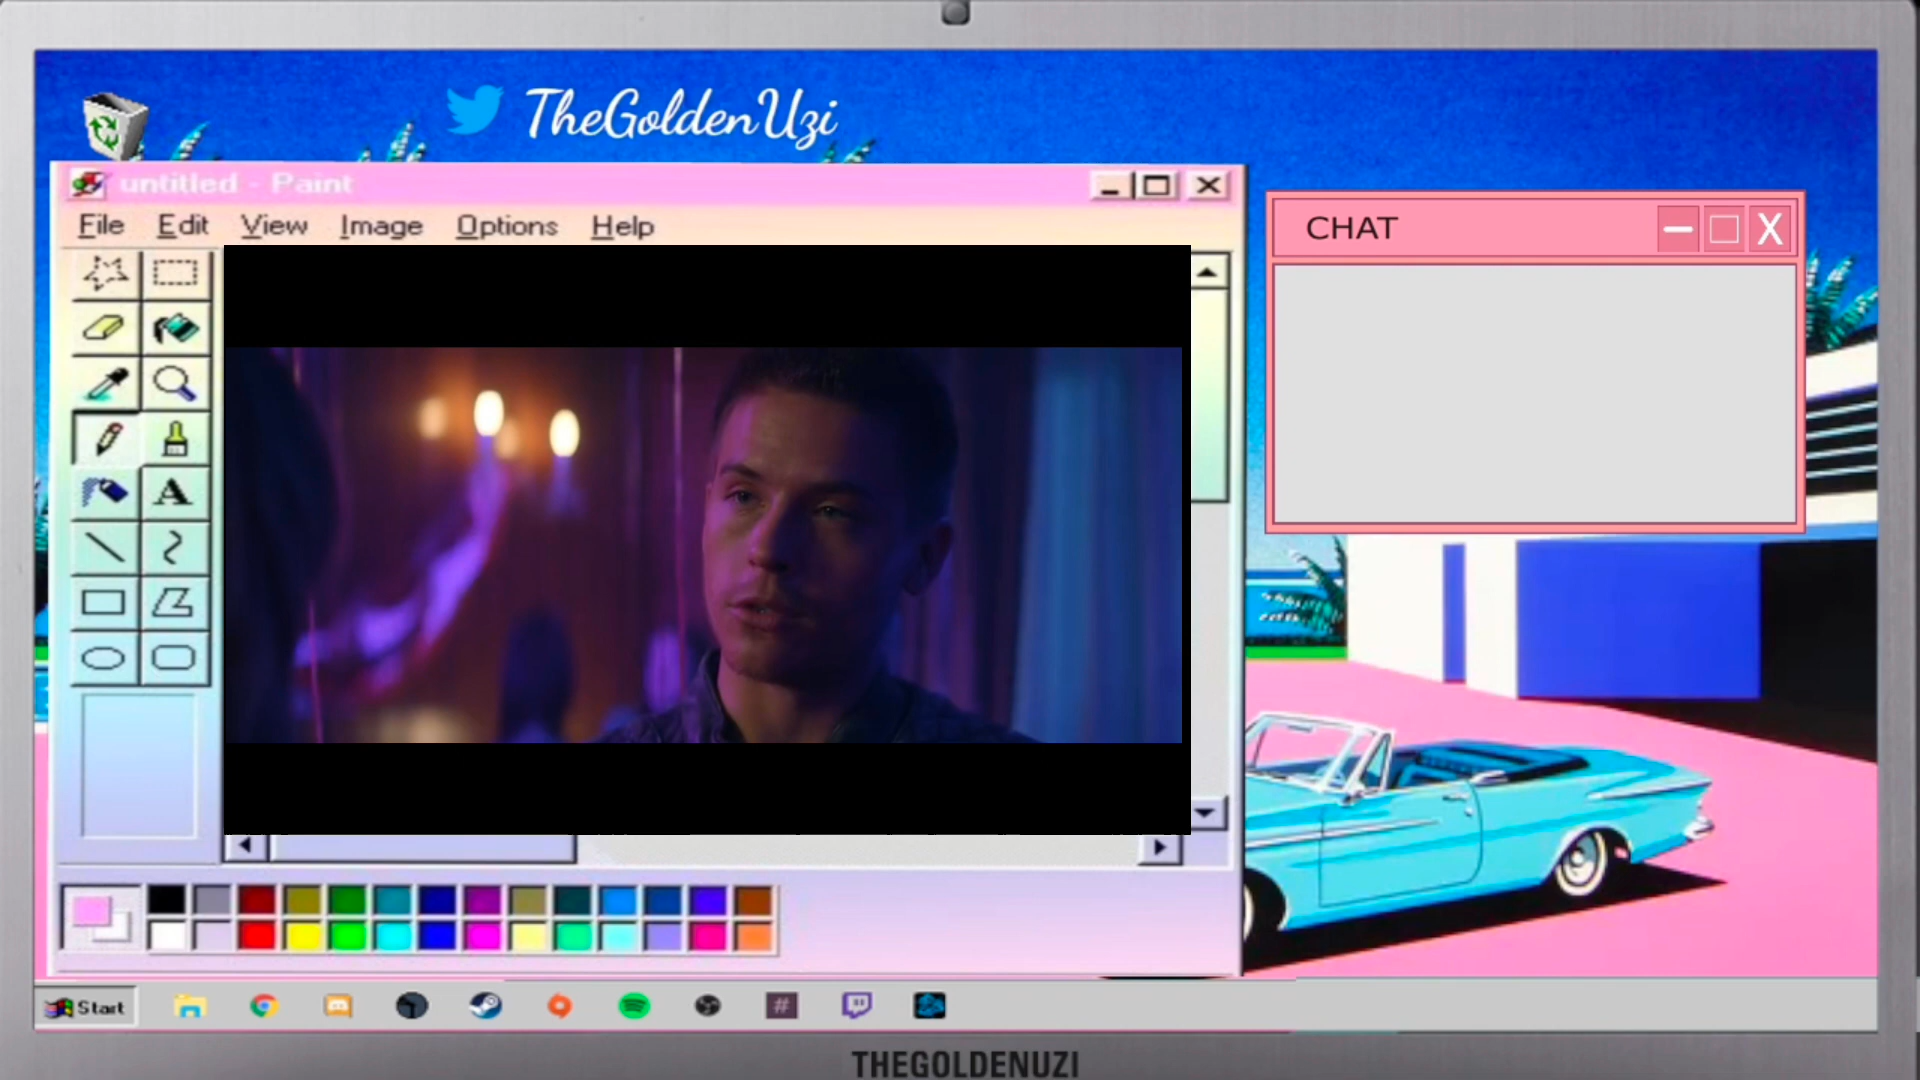 TheGoldenUzi
untitled - Paint
File Edit View Image Options Help
CHAT
A
Start
#
THEGOLDENUZI